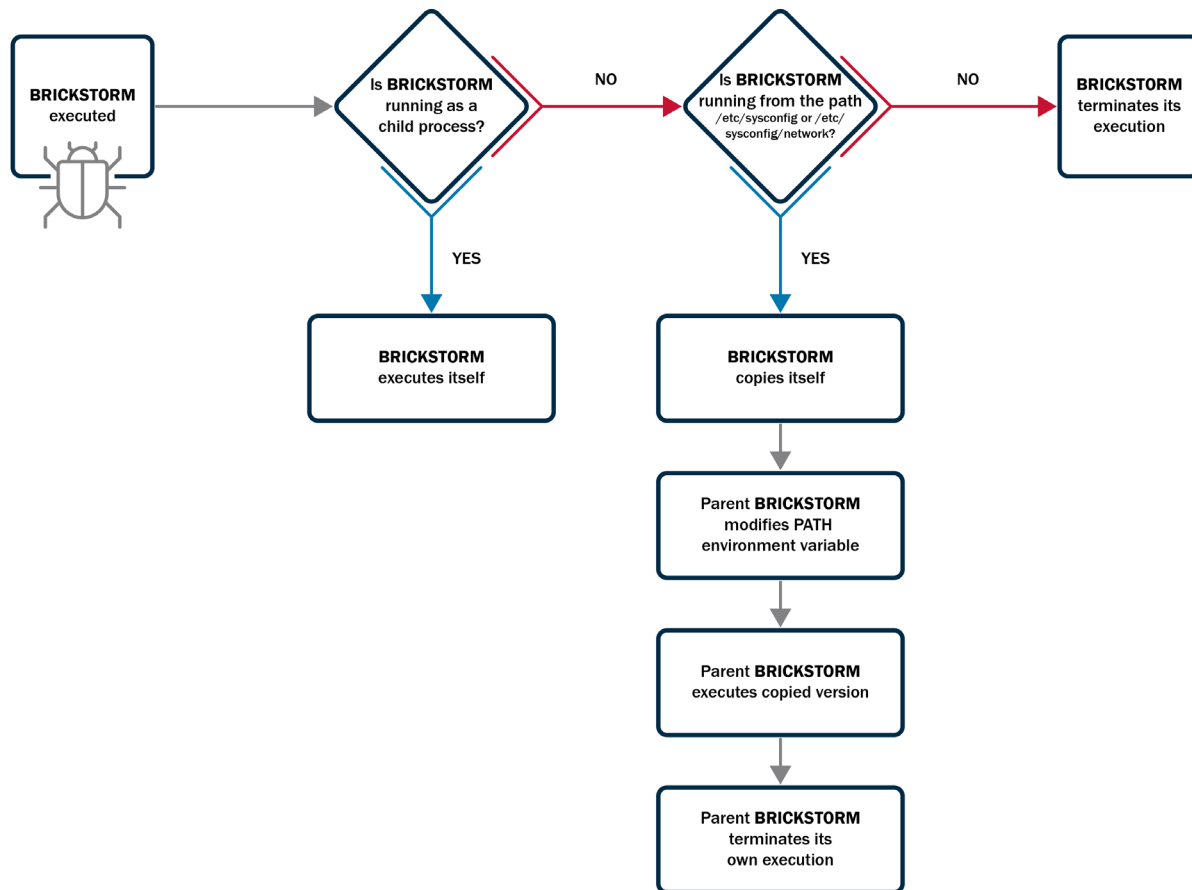 BRICKSTORM
executed
Is BRICKSTORM
running as a
child process?
NO
Is BRICKSTORM
running from the path
/etc/sysconfig or /etc/
sysconfig/network?
NO
BRICKSTORM
terminates its
execution
YES
YES
BRICKSTORM
executes itself
BRICKSTORM
copies itself
Parent BRICKSTORM
modifies PATH
environment variable
Parent BRICKSTORM
executes copied version
Parent BRICKSTORM
terminates its
own execution